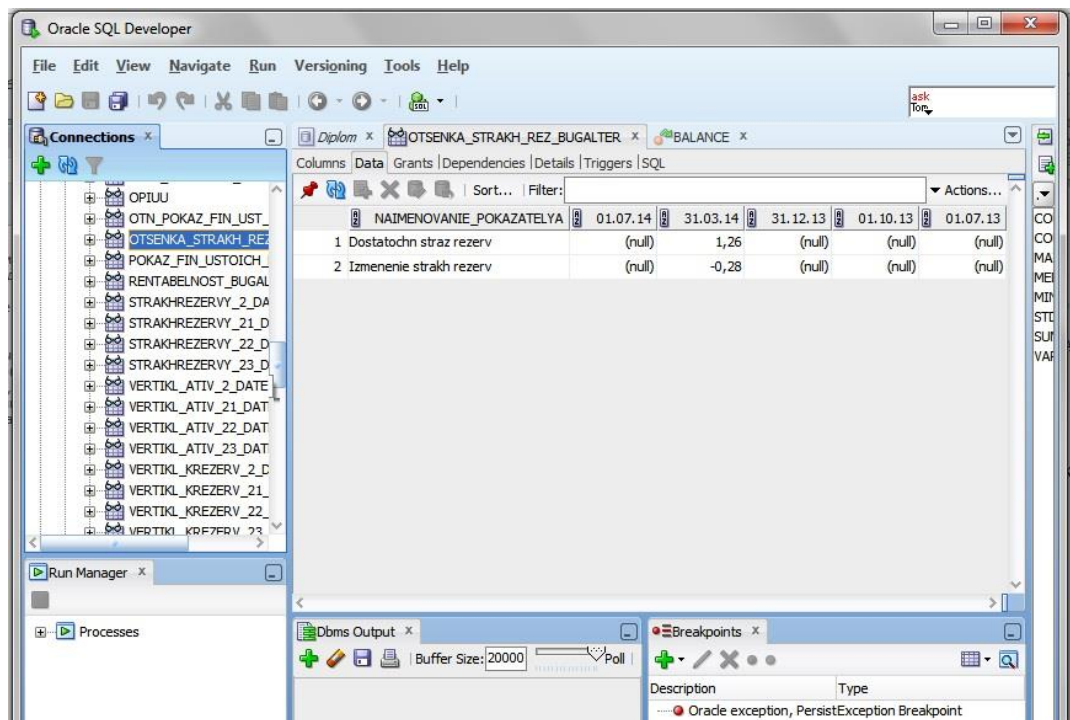 Oracle SQL Developer
File Edit View Navigate Run Versioning Tools Help
ask
Tom
Connections
Diplom
OTSENKA_STRAKH_REZ_BUGALTER
BALANCE
Columns Data Grants Dependencies Details Triggers SQL
Sort... Filter: Actions...
OPIUU
OTN_POKAZ_FIN_UST_
OTSENKA_STRAKH_REZ
POKAZ_FIN_USTOICH_
RENTABELNOST_BUGAL
STRAKHREZERVY_2_DA
STRAKHREZERVY_21_D
STRAKHREZERVY_22_D
STRAKHREZERVY_23_D
VERTIKL_ATIV_2_DATE
VERTIKL_ATIV_21_DAT
VERTIKL_ATIV_22_DAT
VERTIKL_ATIV_23_DAT
VERTIKL_KREZERV_2_D
VERTIKL_KREZERV_21_
VERTIKL_KREZERV_22_
VERTIKL_KREZERV_23_
NAIMENOVANIE_POKAZATELYA 01.07.14 31.03.14 31.12.13 01.10.13 01.07.13
1 Dostatochn straz rezerv (null) 1,26 (null) (null) (null)
2 Izmenenie strakh rezerv (null) -0,28 (null) (null) (null)
CO
CO
MA
MEI
MIN
STD
SUM
VAR
Run Manager
Processes
Dbms Output
Buffer Size: 20000 Poll
Breakpoints
Description Type
Oracle exception, PersistException Breakpoint